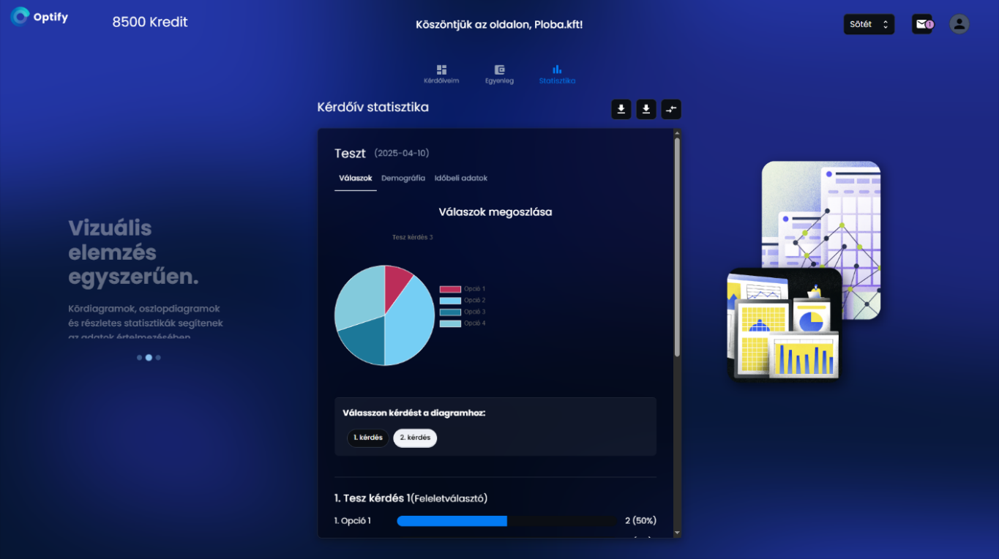 Optify
8500 Kredit
Köszöntjük az oldalon, Ploba.kft!
Sötét
1
Kérdőíveim
Egyenleg
Statisztika
Kérdőív statisztika
Teszt (2025-04-10)
Válaszok Demográfia Időbeli adatok
Válaszok megoszlása
Tesz kérdés 3
Opció 1
Opció 2
Opció 3
Opció 4
Válasszon kérdést a diagramhoz:
1. kérdés 2. kérdés
1. Tesz kérdés 1(Feleletválasztó)
1. Opció 1 2 (50%)
Vizuális
elemzés
egyszerűen.
Kördiagramok, oszlopdiagramok
és részletes statisztikák segítenek
az adatok értelmezésében